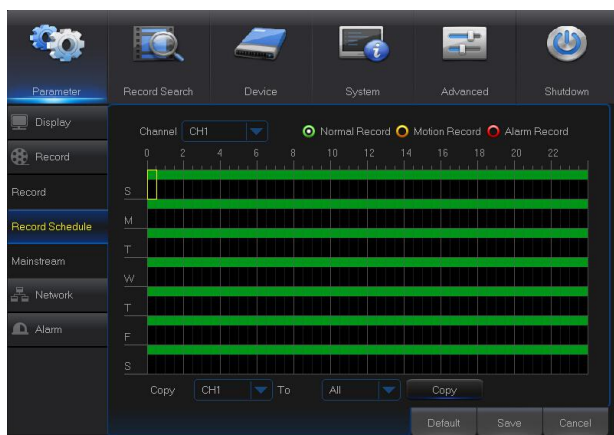 Parameter Record Search Device System Advanced Shutdown
Display
Record
Record
Record Schedule
Mainstream
Network
Alarm
Channel CH1 Normal Record Motion Record Alarm Record
0 2 4 6 8 10 12 14 16 18 20 22
S
M
T
W
T
F
S
Copy CH1 To All Copy
Default Save Cancel